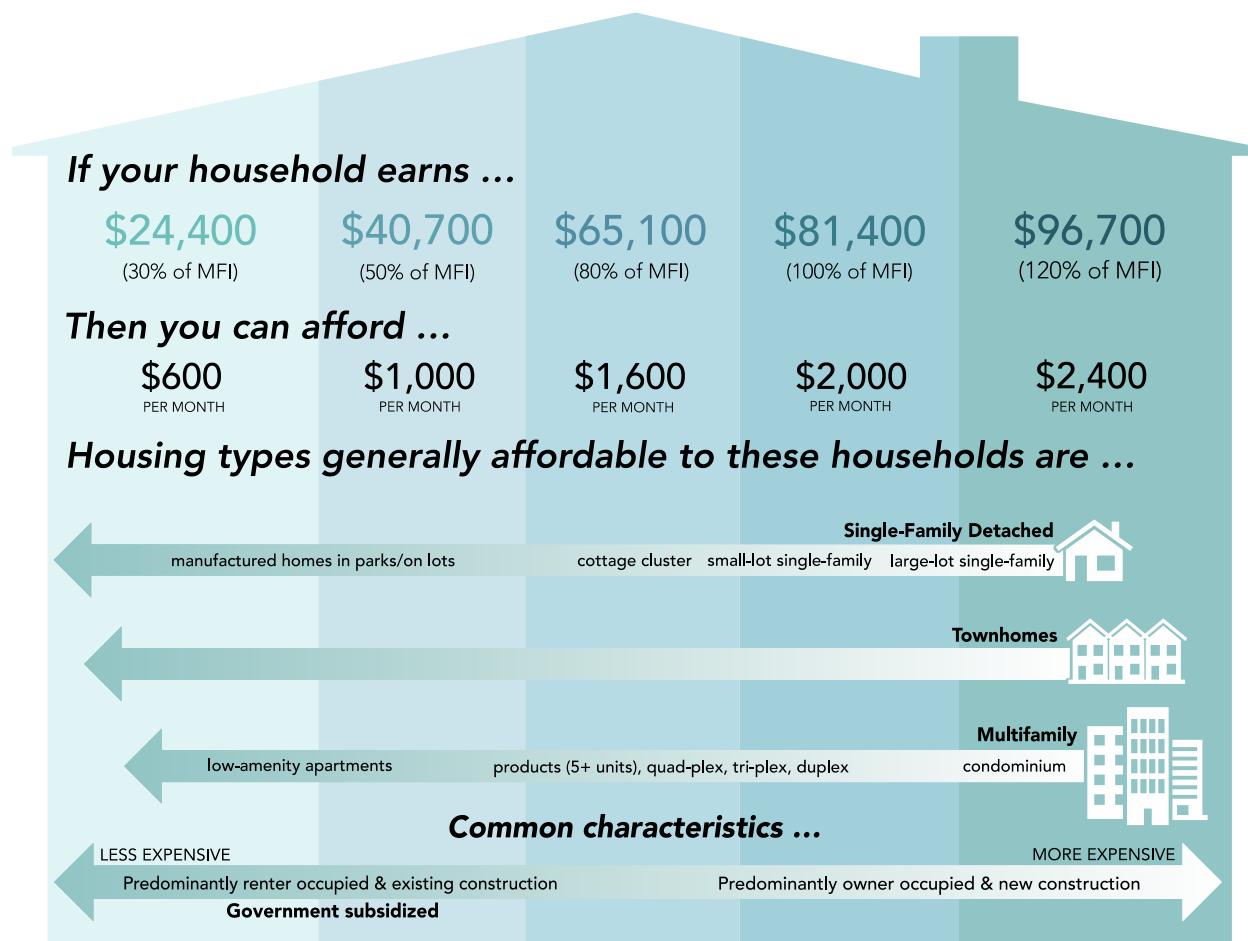 If your household earns ...
$24,400 $40,700 $65,100 $81,400 $96,700
(30% of MFI) (50% of MFI) (80% of MFI) (100% of MFI) (120% of MFI)
Then you can afford ...
$600 $1,000 $1,600 $2,000 $2,400
PER MONTH PER MONTH PER MONTH PER MONTH PER MONTH
Housing types generally affordable to these households are ...
Single-Family Detached
manufactured homes in parks/on lots cottage cluster small-lot single-family large-lot single-family
Townhomes
Multifamily
low-amenity apartments products (5+ units), quad-plex, tri-plex, duplex condominium
Common characteristics ...
LESS EXPENSIVE MORE EXPENSIVE
Predominantly renter occupied & existing construction Predominantly owner occupied & new construction
Government subsidized